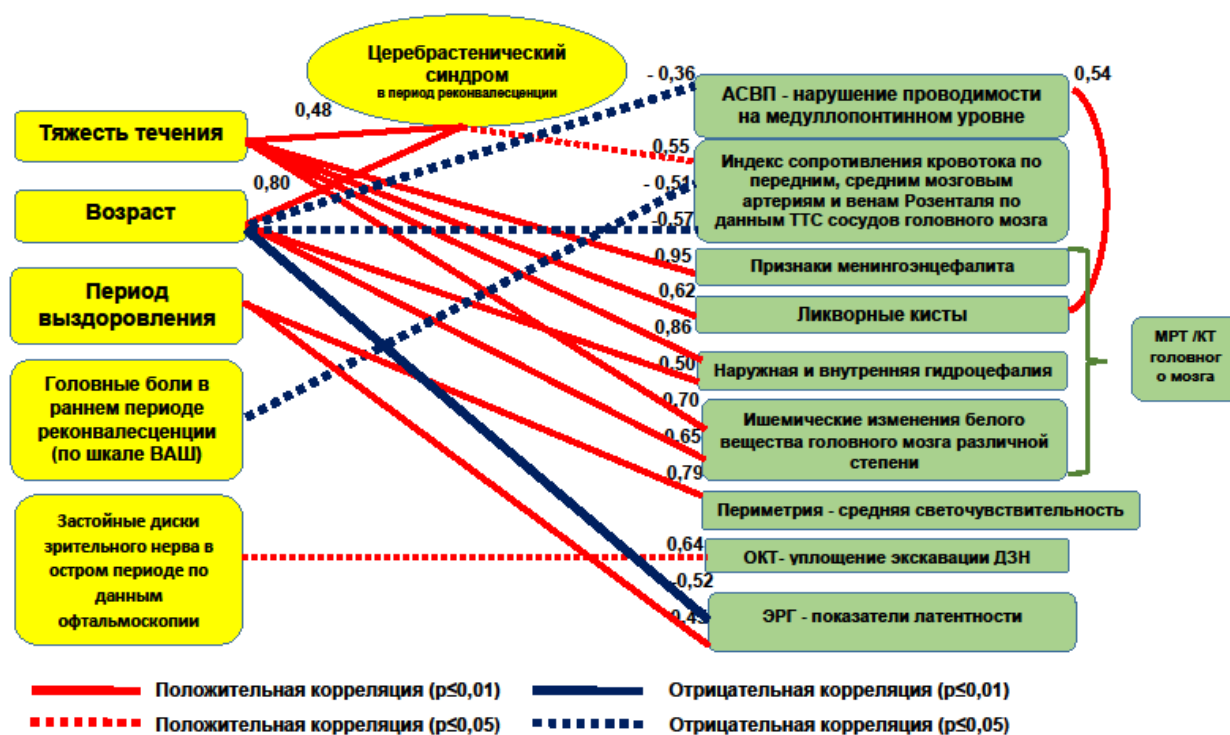 Церебрастенический
синдром
в период реконвалесценции
Тяжесть течения
Возраст
Период
выздоровления
Головные боли в
раннем периоде
реконвалесценции
(по шкале ВАШ)
Застойные диски
зрительного нерва в
остром периоде по
данным
офтальмоскопии
0,48
0,80
- 0,36
0,55
- 0,51
-0,57
0,95
0,62
0,86
0,50
0,70
0,65
0,79
0,64
-0,52
0,54
АСВП - нарушение проводимости
на медуллопонтинном уровне
Индекс сопротивления кровотока по
передним, средним мозговым
артериям и венам Розенталя по
данным ТТС сосудов головного мозга
Признаки менингоэнцефалита
Ликворные кисты
Наружная и внутренняя гидроцефалия
Ишемические изменения белого
вещества головного мозга различной
степени
Периметрия - средняя светочувствительность
ОКТ- уплощение экскавации ДЗН
ЭРГ - показатели латентности
МРТ /КТ
головног
о мозга
Положительная корреляция (p≤0,01)
Отрицательная корреляция (p≤0,01)
Положительная корреляция (p≤0,05)
Отрицательная корреляция (p≤0,05)